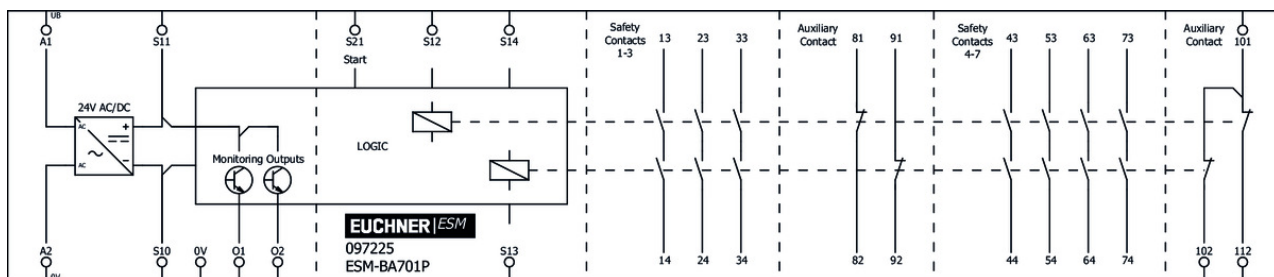 UB
A1 S11 S21 S12 S14 Safety Contacts 1-3 13 23 33 Auxiliary Contact 81 91 Safety Contacts 4-7 43 53 63 73 Auxiliary Contact 101
Start
24V AC/DC
AC
+
AC
-
LOGIC
Monitoring Outputs
EUCHNER ESM
097225
ESM-BA701P
A2 S10 0V O1 O2 S13 14 24 34 82 92 44 54 64 74 102 112
0V